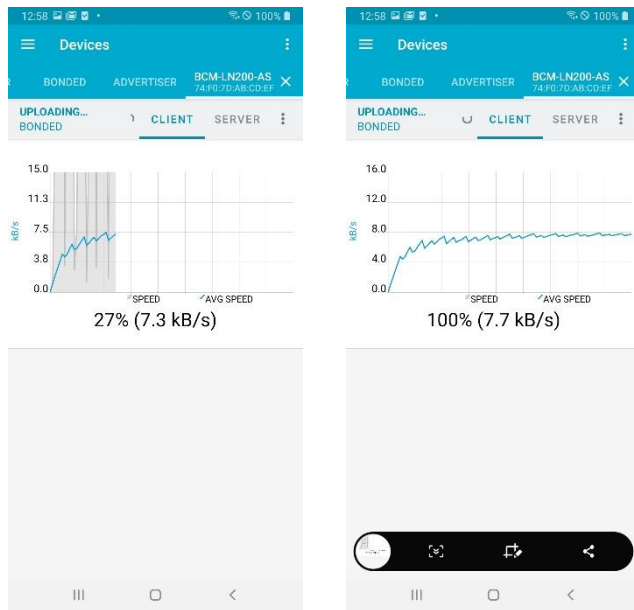 12:58 100%
Devices
R BONDED ADVERTISER BCM-LN200-AS
74:F0:7D:AB:CD:EF
UPLOADING...
BONDED
CLIENT SERVER
15.0
11.3
7.5
3.8
0.0
kB/s
SPEED AVG SPEED
27% (7.3 kB/s)
12:58 100%
Devices
R BONDED ADVERTISER BCM-LN200-AS
74:F0:7D:AB:CD:EF
UPLOADING...
BONDED
CLIENT SERVER
16.0
12.0
8.0
4.0
0.0
kB/s
SPEED AVG SPEED
100% (7.7 kB/s)